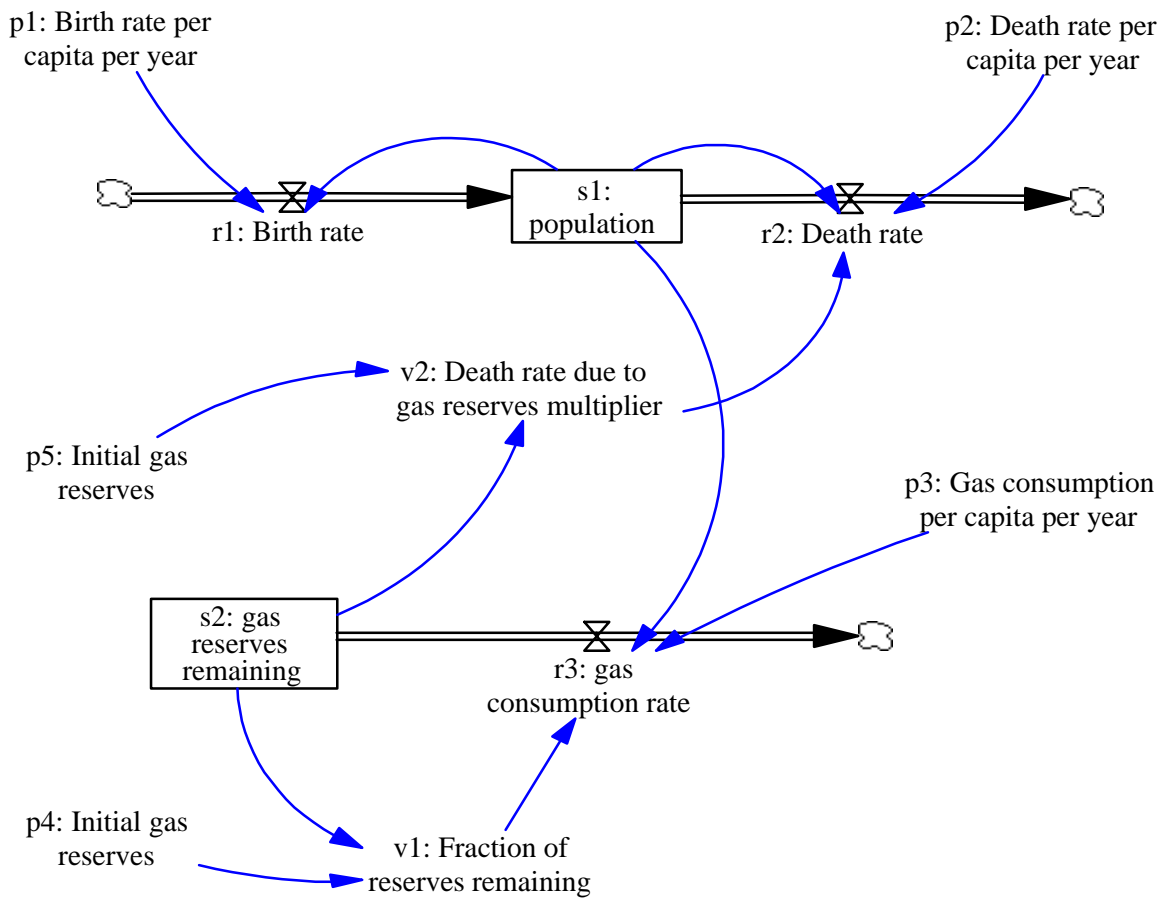 p1: Birth rate per
capita per year
p2: Death rate per
capita per year
s1:
population
r1: Birth rate
r2: Death rate
v2: Death rate due to
gas reserves multiplier
p5: Initial gas
reserves
p3: Gas consumption
per capita per year
s2: gas
reserves
remaining
r3: gas
consumption rate
p4: Initial gas
reserves
v1: Fraction of
reserves remaining